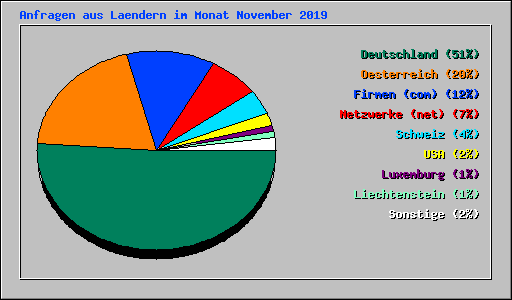 Anfragen aus Laendern im Monat November 2019
Deutschland (51%)
Oesterreich (20%)
Firmen (com) (12%)
Netzwerke (net) (7%)
Schweiz (4%)
USA (2%)
Luxemburg (1%)
Liechtenstein (1%)
Sonstige (2%)